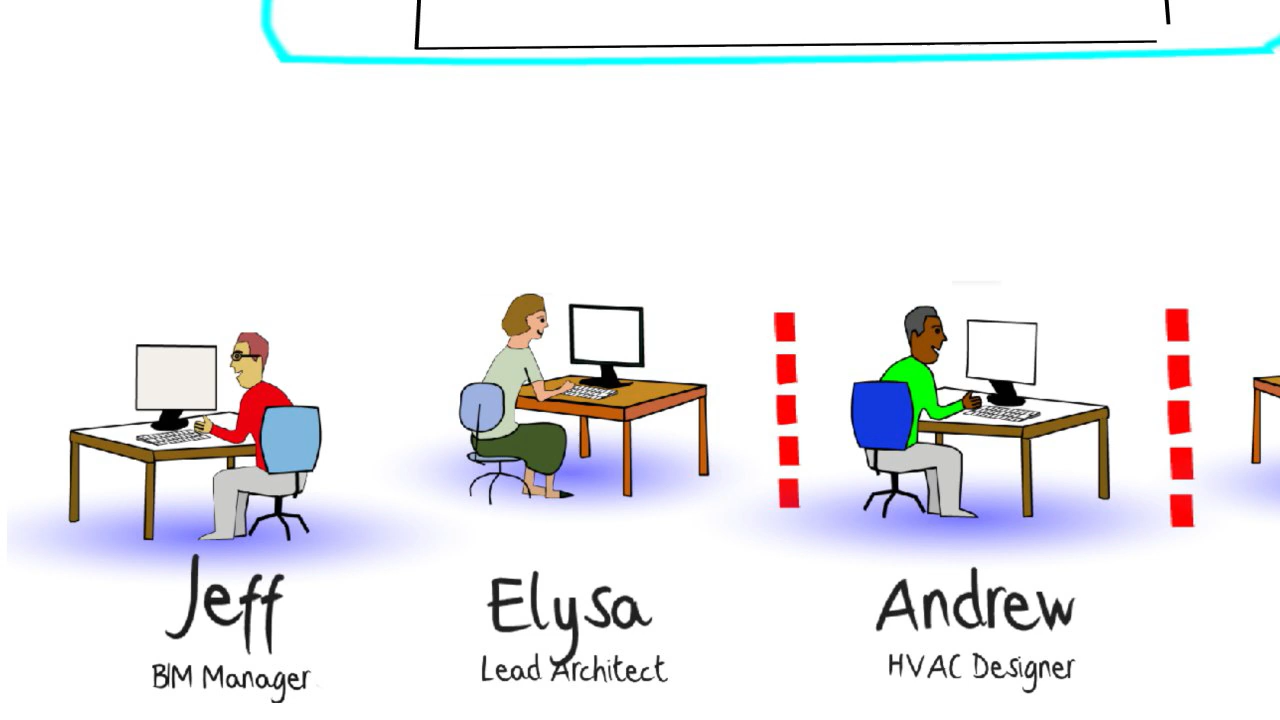 Jeff
BIM Manager
Elysa
Lead Architect
Andrew
HVAC Designer